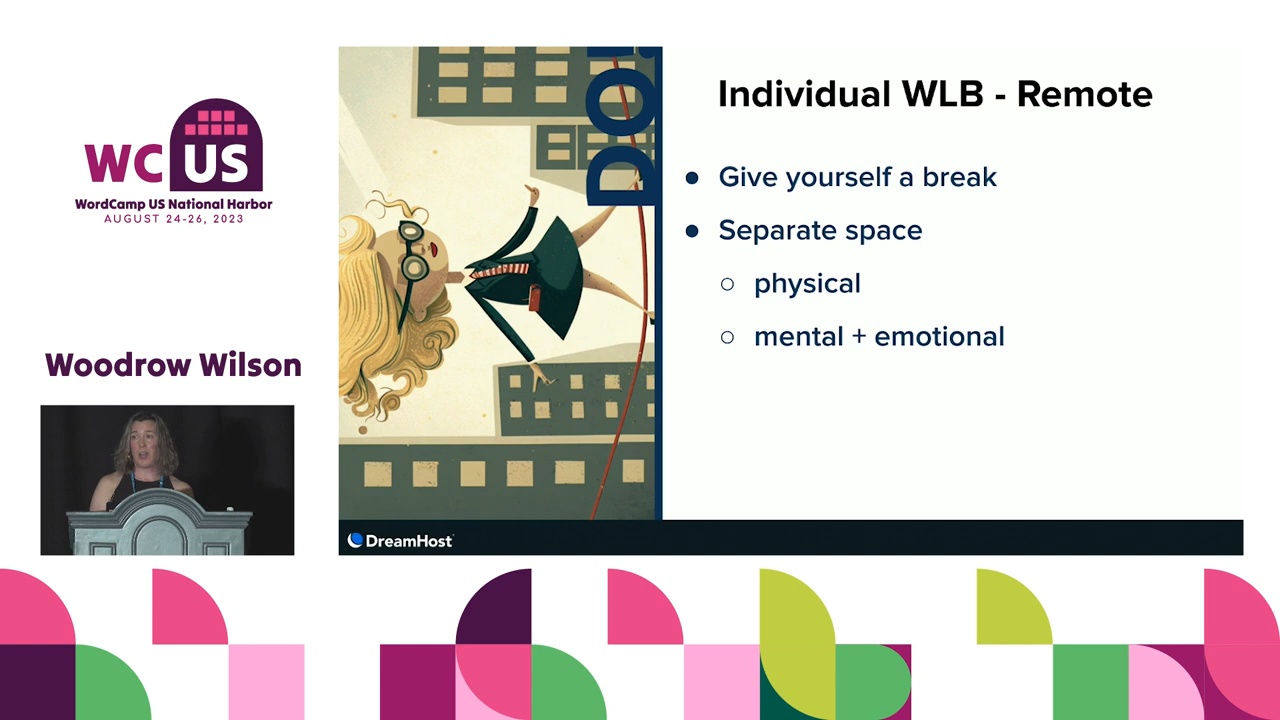 WC US
WordCamp US National Harbor
AUGUST 24-26, 2023
Woodrow Wilson
DO!
Individual WLB - Remote
● Give yourself a break
● Separate space
○ physical
○ mental + emotional
DreamHost